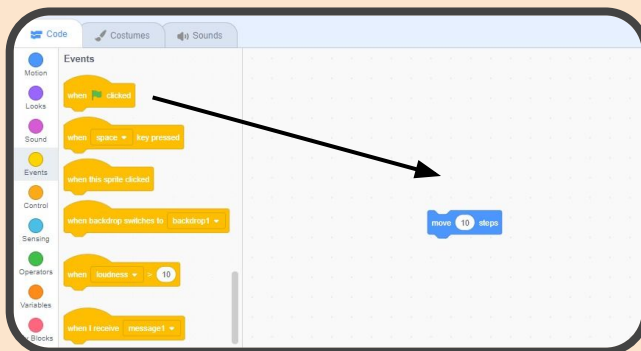 Code
Costumes
Sounds
Motion
Looks
Sound
Events
Control
Sensing
Operators
Variables
Blocks
Events
when clicked
when space key pressed
when this sprite clicked
when backdrop switches to backdrop1
when loudness > 10
when I receive message1
move 10 steps